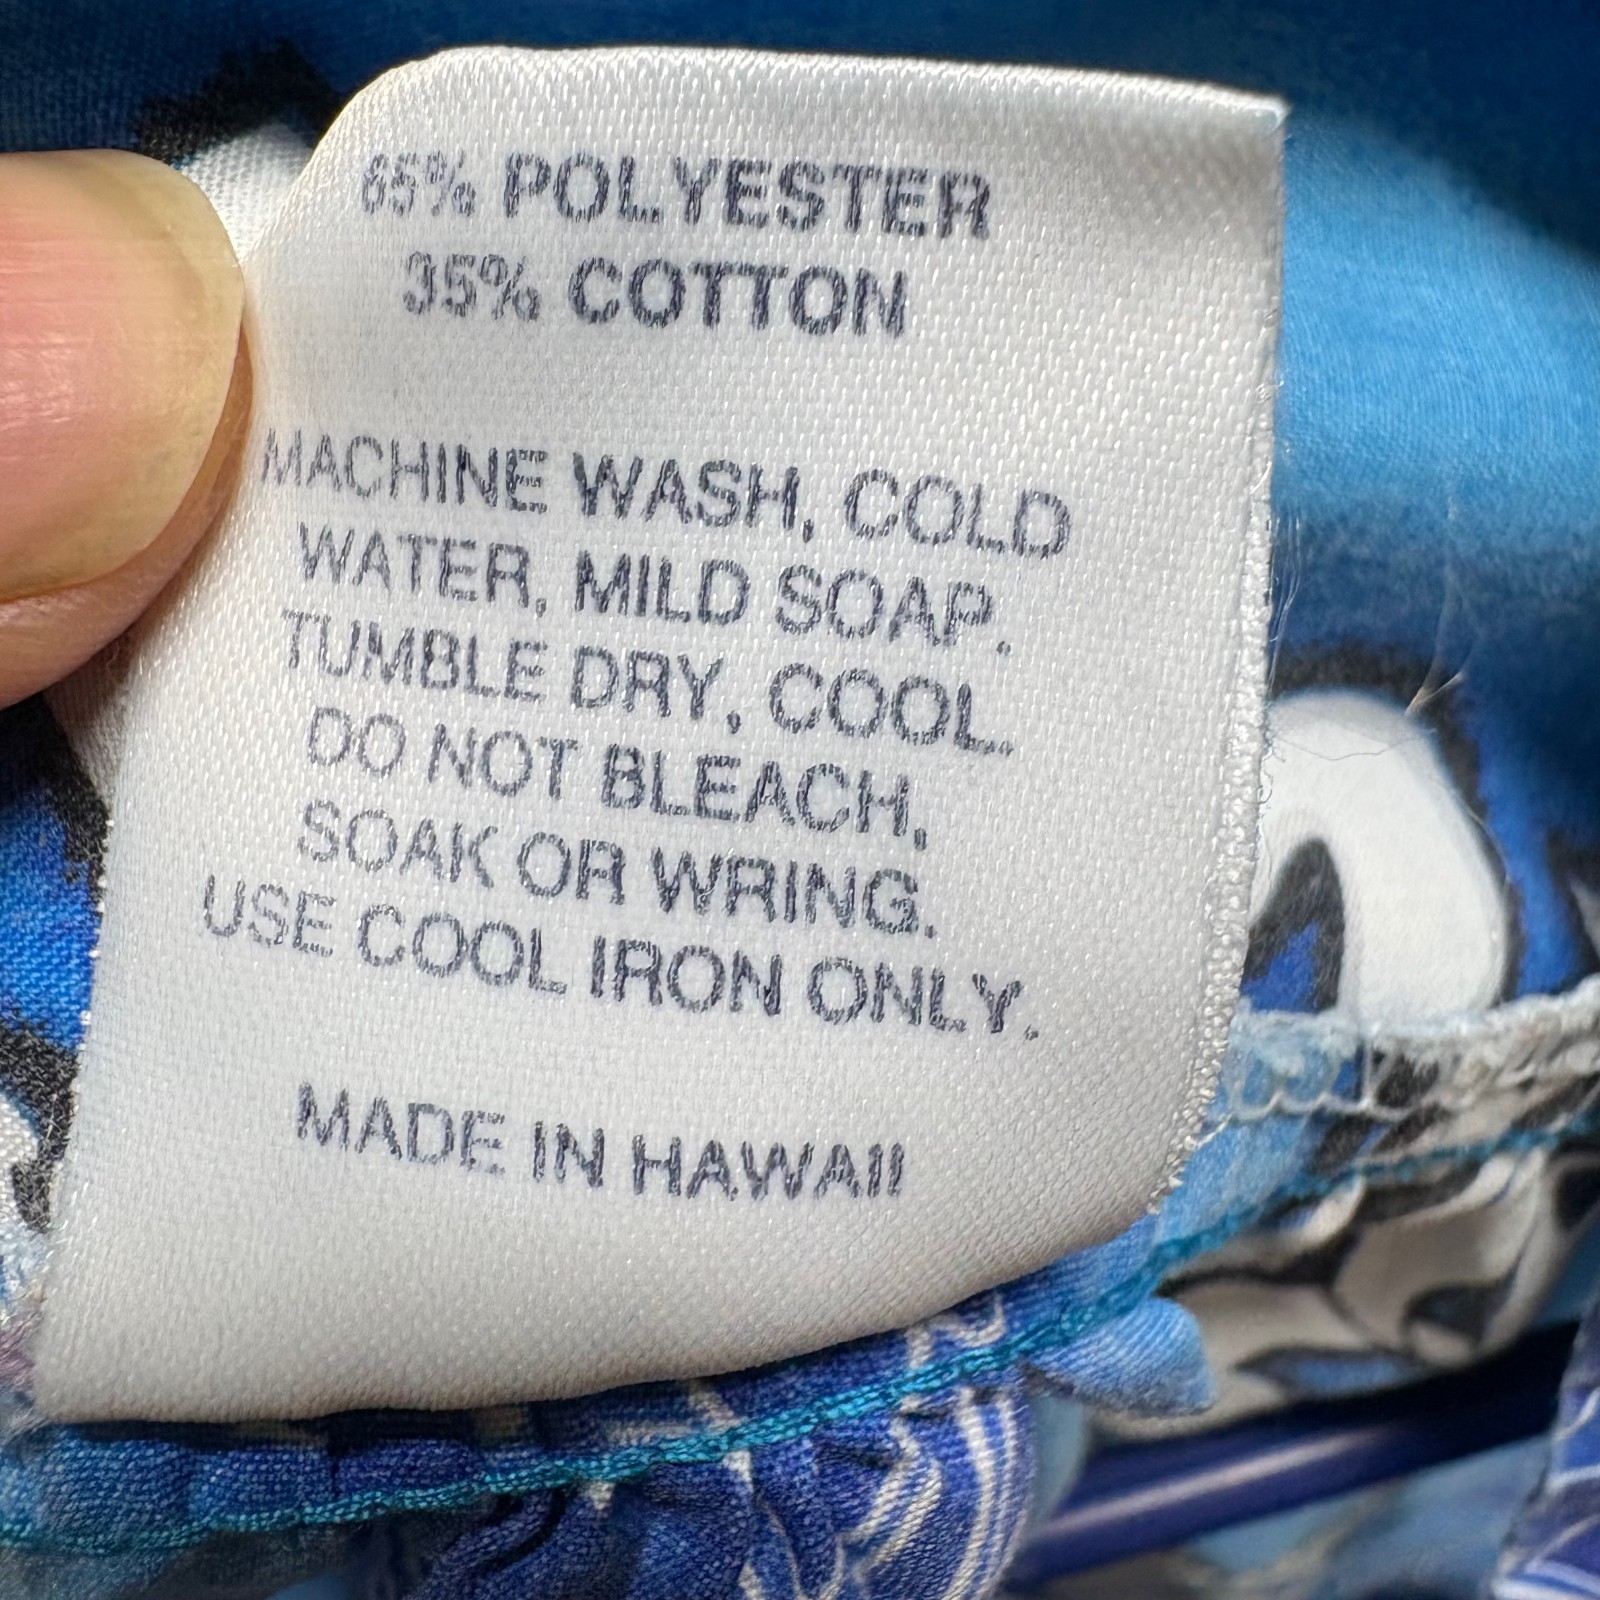 65% POLYESTER
35% COTTON
MACHINE WASH, COLD
WATER, MILD SOAP.
TUMBLE DRY, COOL.
DO NOT BLEACH,
SOAK OR WRING.
USE COOL IRON ONLY.
MADE IN HAWAII